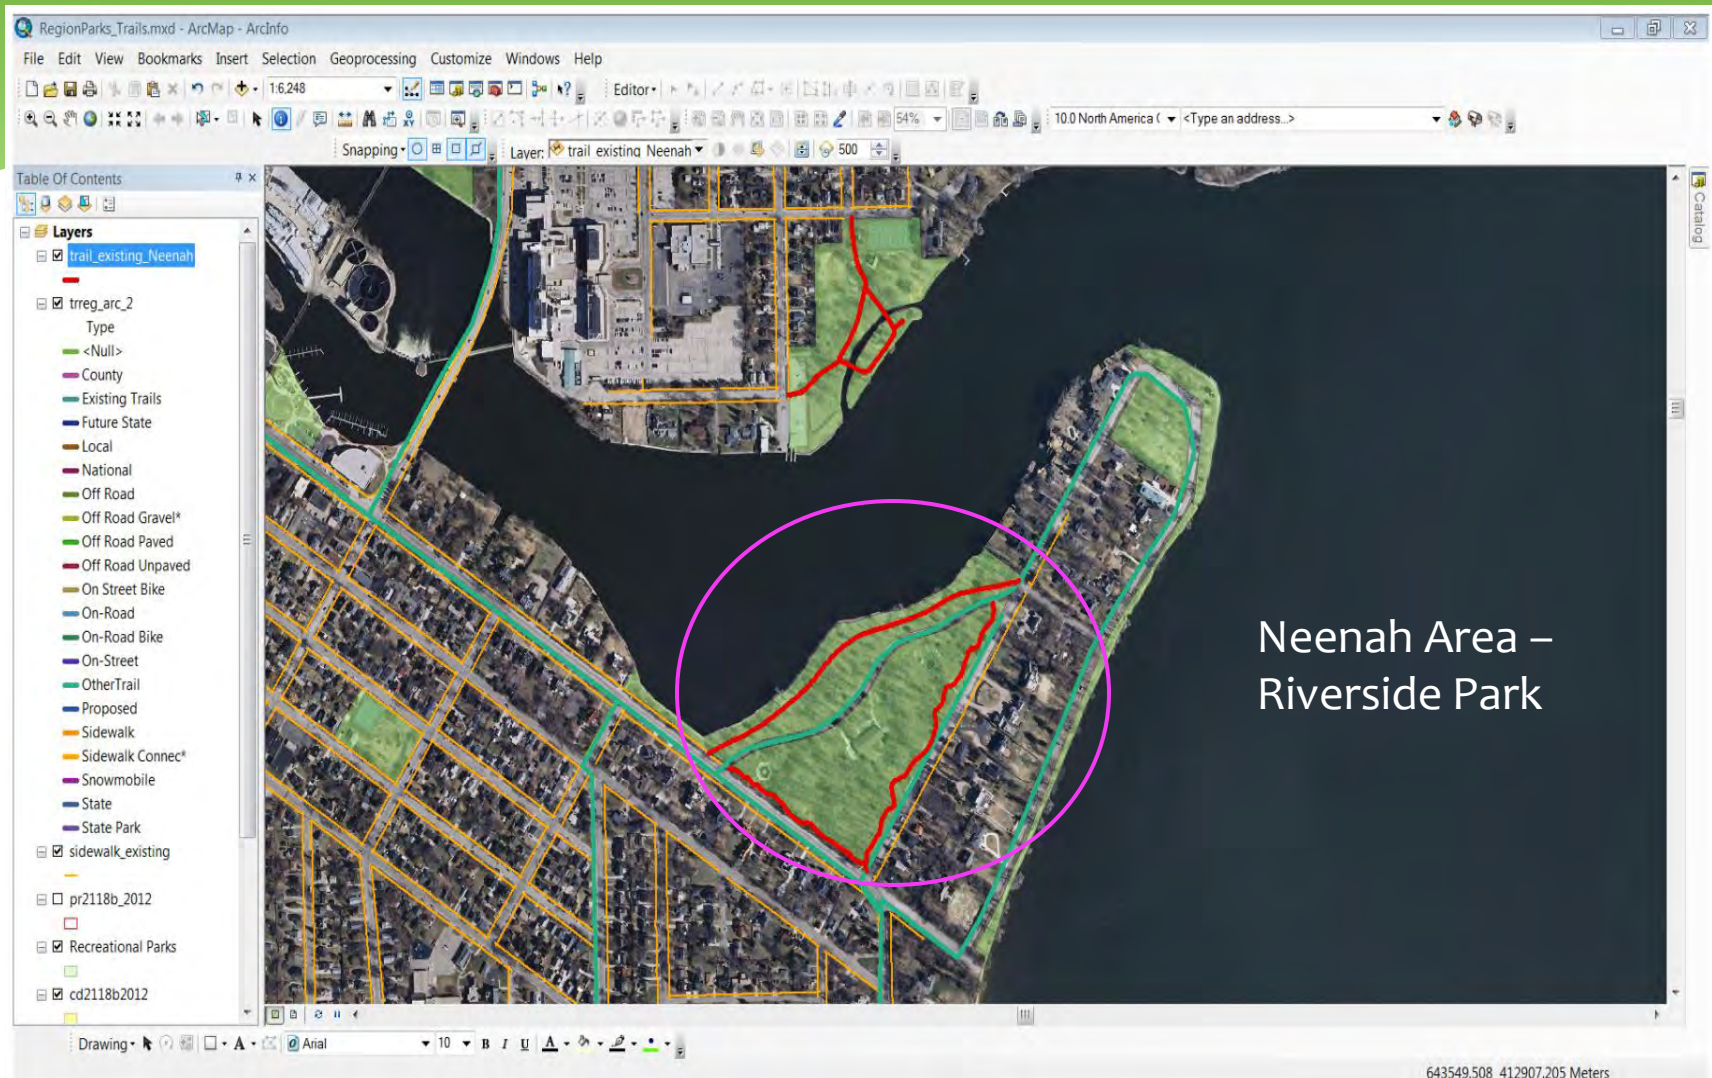 RegionParks_Trails.mxd - ArcMap - ArcInfo
File Edit View Bookmarks Insert Selection Geoprocessing Customize Windows Help
1:6,248
Editor
54%
10.0 North America ( <Type an address...>
Snapping
Layer: trail existing Neenah 500
Table Of Contents
Catalog
Layers
trail_existing_Neenah
trreg_arc_2
Type
<Null>
County
Existing Trails
Future State
Local
National
Off Road
Off Road Gravel*
Off Road Paved
Off Road Unpaved
On Street Bike
On-Road
On-Road Bike
On-Street
OtherTrail
Proposed
Sidewalk
Sidewalk Connec*
Snowmobile
State
State Park
sidewalk_existing
pr2118b_2012
Recreational Parks
cd2118b2012
Neenah Area –
Riverside Park
Drawing A Arial 10 B I U A
643549.508 412907.205 Meters